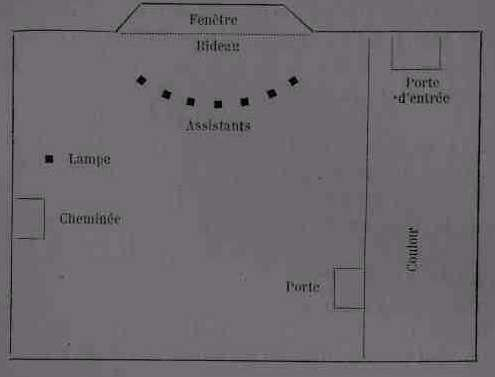 Fenêtre
Rideau
Porte
d'entrée
Assistants
Lampe
Cheminée
Couloir
Porte